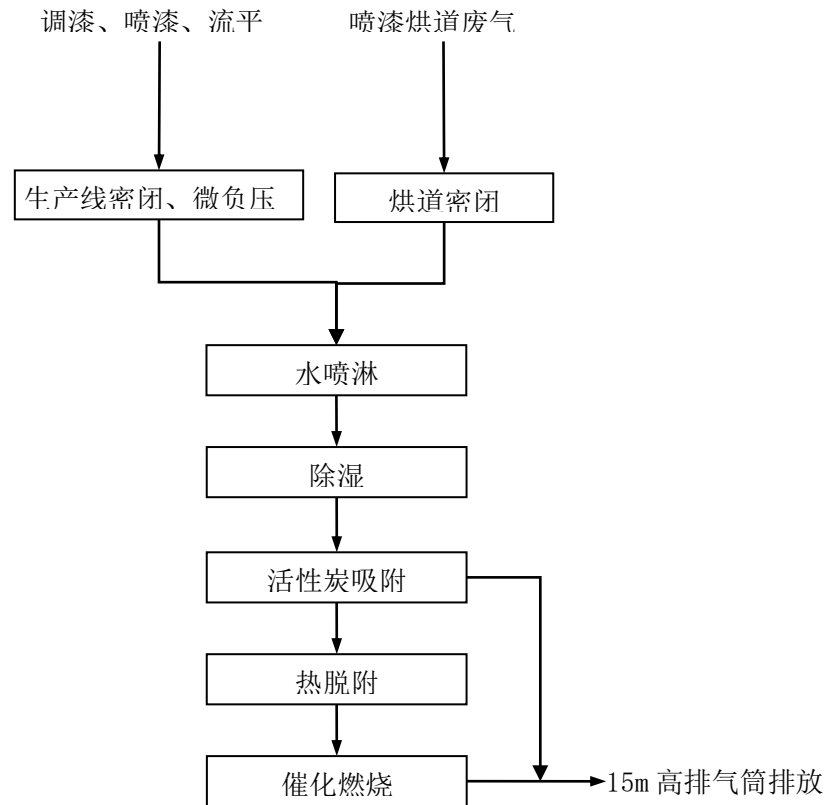 调漆、喷漆、流平
喷漆烘道废气
生产线密闭、微负压
烘道密闭
水喷淋
除湿
活性炭吸附
热脱附
催化燃烧
15m 高排气筒排放